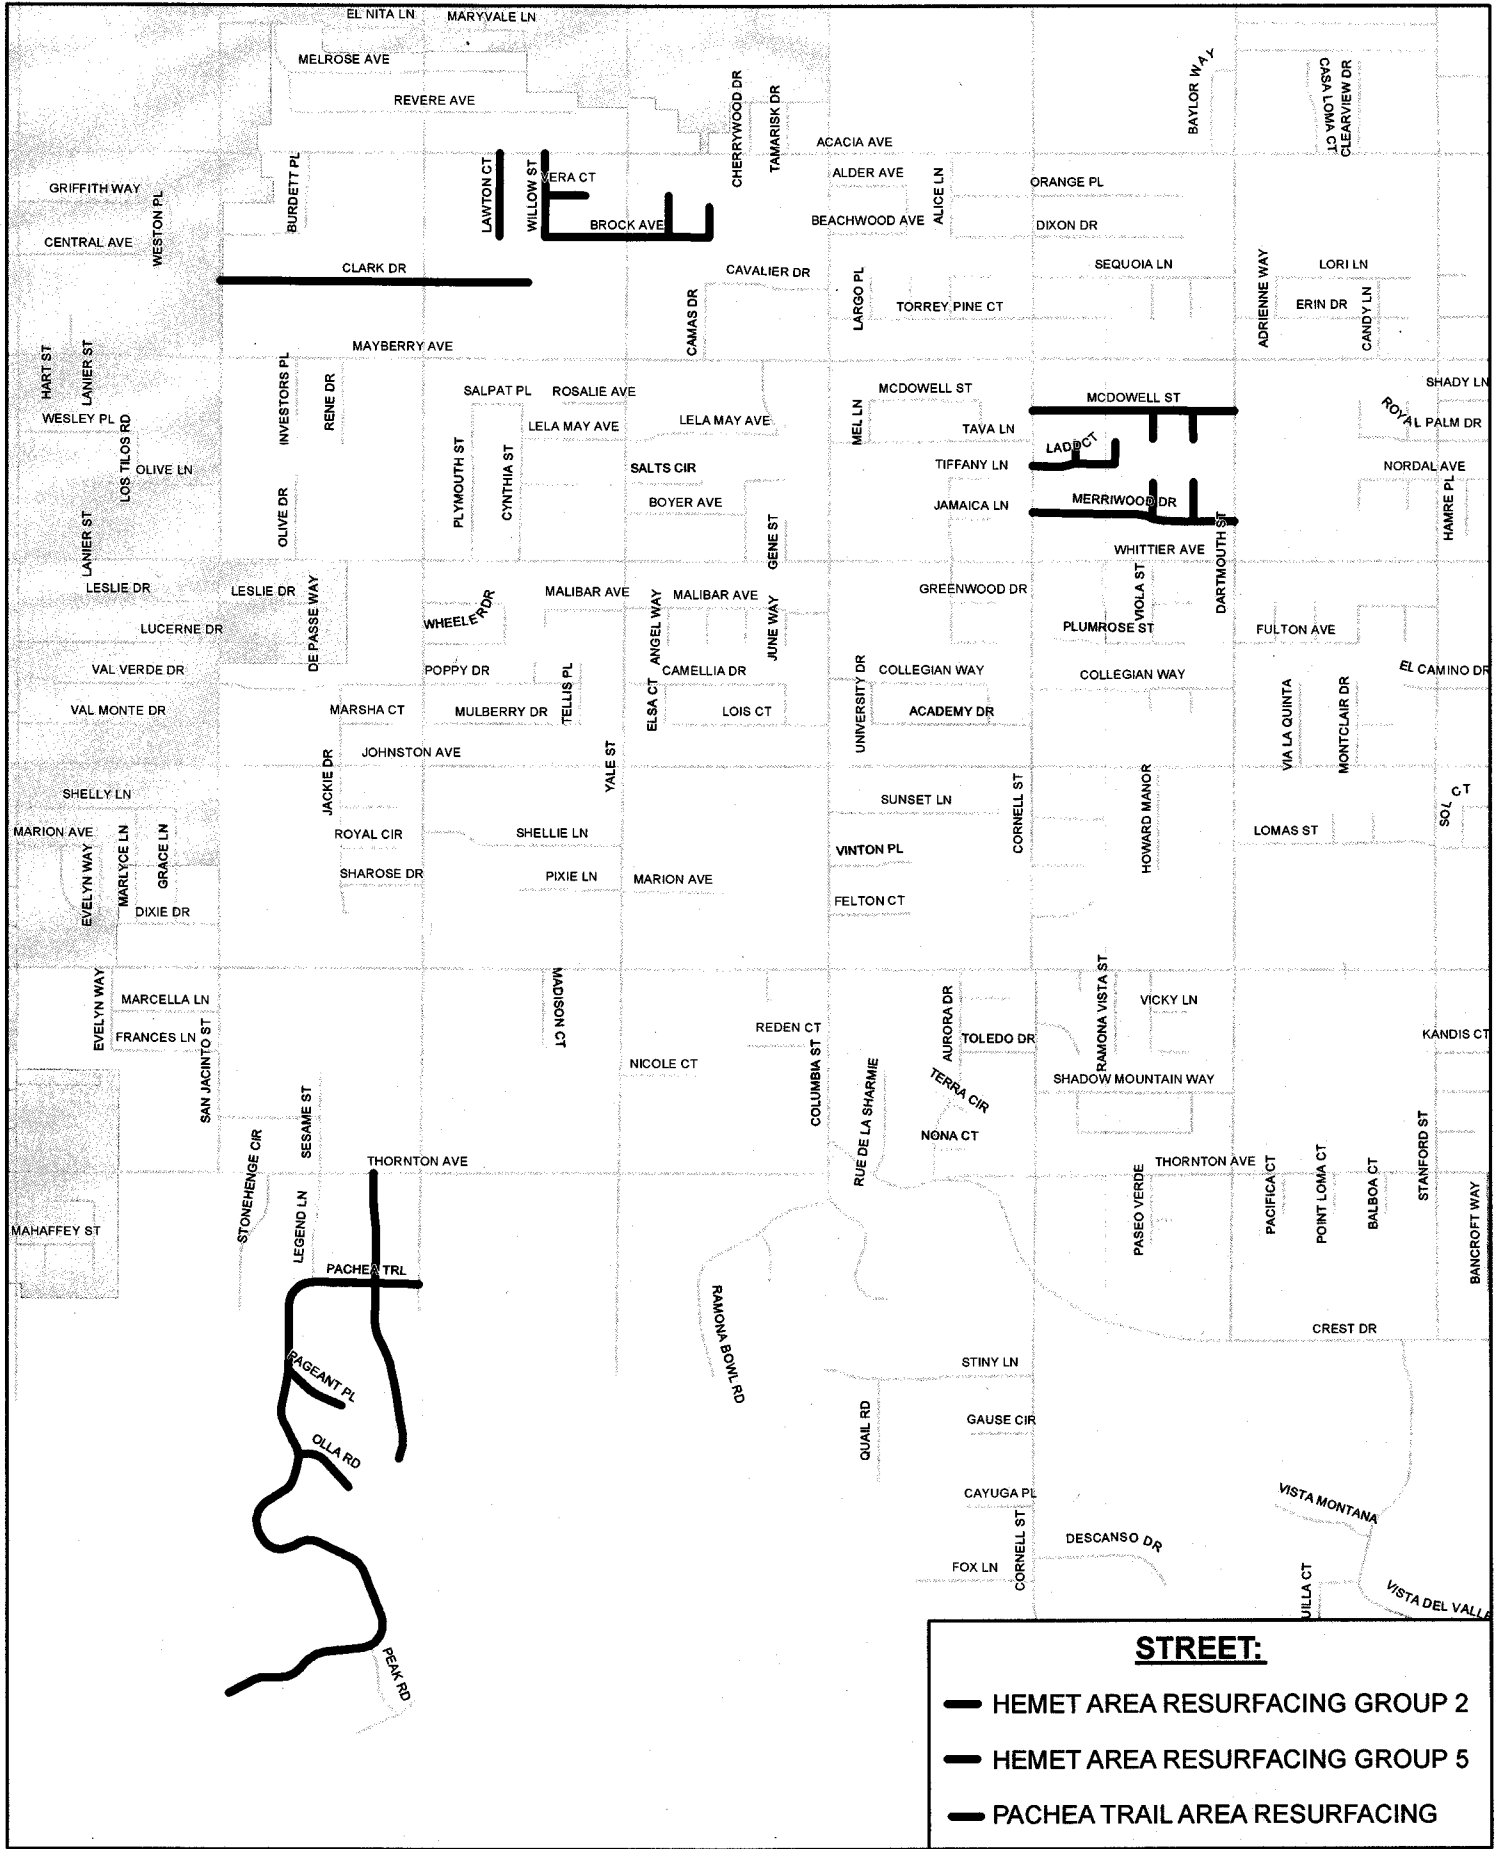 EL NITA LN
MARYVALE LN
MELROSE AVE
REVERE AVE
CHERRYWOOD DR
TAMARISK DR
BAYLOR WAY
CASA LOMA CT
CLEARVIEW DR
ACACIA AVE
GRIFFITH WAY
WESTON PL
BURDETT PL
LAWTON CT
WILLOW ST
VERA CT
BROCK AVE
ALDER AVE
ALICE LN
ORANGE PL
CENTRAL AVE
BEACHWOOD AVE
DIXON DR
CLARK DR
CAVALIER DR
LARGO PL
SEQUOIA LN
ADRIENNE WAY
LORI LN
CAMAS DR
TORREY PINE CT
ERIN DR
CANDY LN
HART ST
LANIER ST
MAYBERRY AVE
INVESTORS PL
RENE DR
SALPAT PL
ROSALIE AVE
MCDOWELL ST
MCDOWELL ST
SHADY LN
WESLEY PL
LOS TILOS RD
LELA MAY AVE
LELA MAY AVE
MEL LN
TAVA LN
ROYAL PALM DR
OLIVE LN
PLYMOUTH ST
CYNTHIA ST
SALTS CIR
TIFFANY LN
LADD CT
NORDAL AVE
OLIVE DR
BOYER AVE
JAMAICA LN
MERRIWOOD DR
HAMRE PL
LANIER ST
GENE ST
WHITTIER AVE
DARTMOUTH ST
LESLIE DR
LESLIE DR
DE PASSE WAY
WHEELER DR
MALIBAR AVE
ANGEL WAY
MALIBAR AVE
JUNE WAY
GREENWOOD DR
VIOLA ST
LUCERNE DR
PLUMROSE ST
FULTON AVE
VAL VERDE DR
POPPY DR
TELLIS PL
CAMELLIA DR
UNIVERSITY DR
COLLEGIAN WAY
COLLEGIAN WAY
EL CAMINO DR
VAL MONTE DR
MARSHA CT
MULBERRY DR
ELSA CT
LOIS CT
ACADEMY DR
VIA LA QUINTA
MONTCLAIR DR
JACKIE DR
JOHNSTON AVE
YALE ST
SHELLY LN
SUNSET LN
CORNELL ST
HOWARD MANOR
SOL CT
MARION AVE
EVELYN WAY
MARLYCE LN
GRACE LN
ROYAL CIR
SHELLIE LN
VINTON PL
LOMAS ST
SHAROSE DR
PIXIE LN
MARION AVE
DIXIE DR
FELTON CT
EVELYN WAY
MARCELLA LN
SAN JACINTO ST
MADISON CT
AURORA DR
RAMONA VISTA ST
VICKY LN
FRANCES LN
REDEN CT
COLUMBIA ST
TOLEDO DR
KANDIS CT
NICOLE CT
RUE DE LA SHARMIE
TERRA CIR
SHADOW MOUNTAIN WAY
STONEHENGE CIR
SESAME ST
NONA CT
STANFORD ST
THORNTON AVE
THORNTON AVE
LEGEND LN
PASEO VERDE
PACIFICA CT
POINT LOMA CT
BALBOA CT
BANCROFT WAY
MAHAFFEY ST
PACHEA TRL
RAMONA BOWL RD
CREST DR
PAGEANT PL
STINY LN
QUAIL RD
GAUSE CIR
OLLA RD
CAYUGA PL
VISTA MONTANA
CORNELL ST
DESCANSO DR
FOX LN
UILLA CT
VISTA DEL VALLE
PEAK RD
STREET:
HEMET AREA RESURFACING GROUP 2
HEMET AREA RESURFACING GROUP 5
PACHEA TRAIL AREA RESURFACING